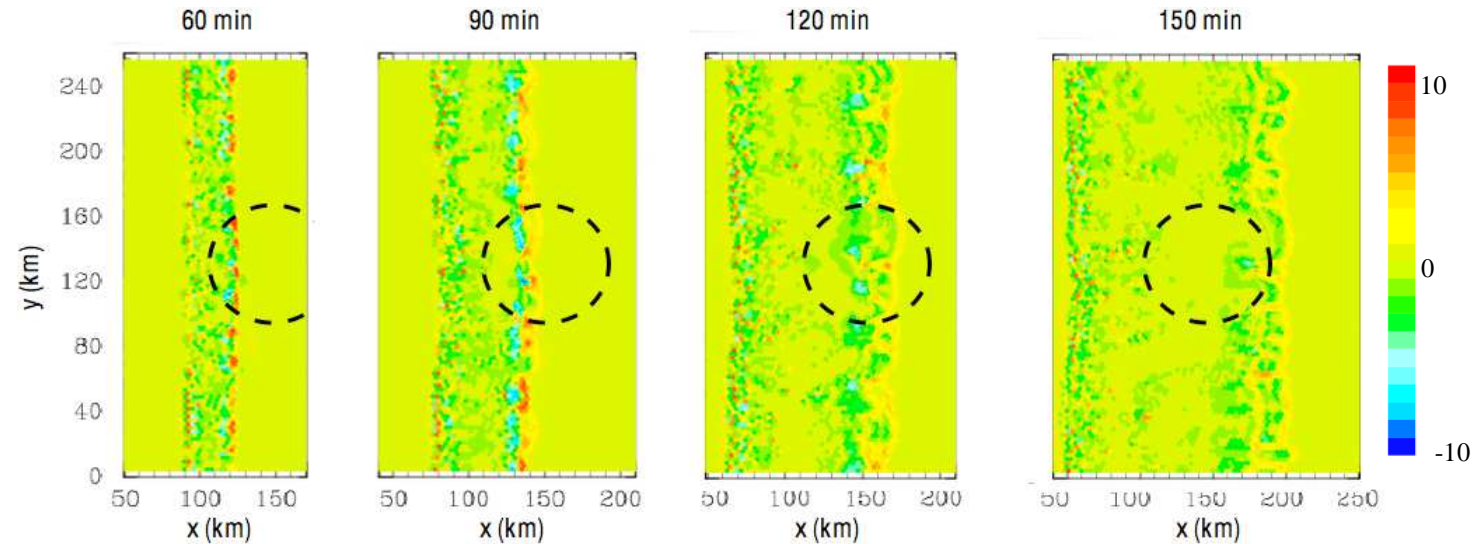 60 min
90 min
120 min
150 min
240
200
160
120
80
40
0
y (km)
50 100 150
x (km)
50 100 150 200
x (km)
50 100 150 200
x (km)
50 100 150 200 250
x (km)
10
0
-10